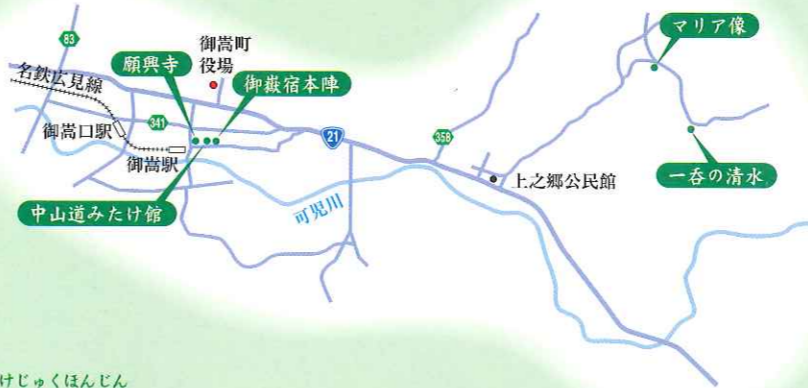 83
名鉄広見線
願興寺
御嵩町
役場
御嶽宿本陣
マリア像
341
御嵩口駅
御嵩駅
21
358
上之郷公民館
一呑の清水
中山道みたけ館
可児川
けじゅくほんじん